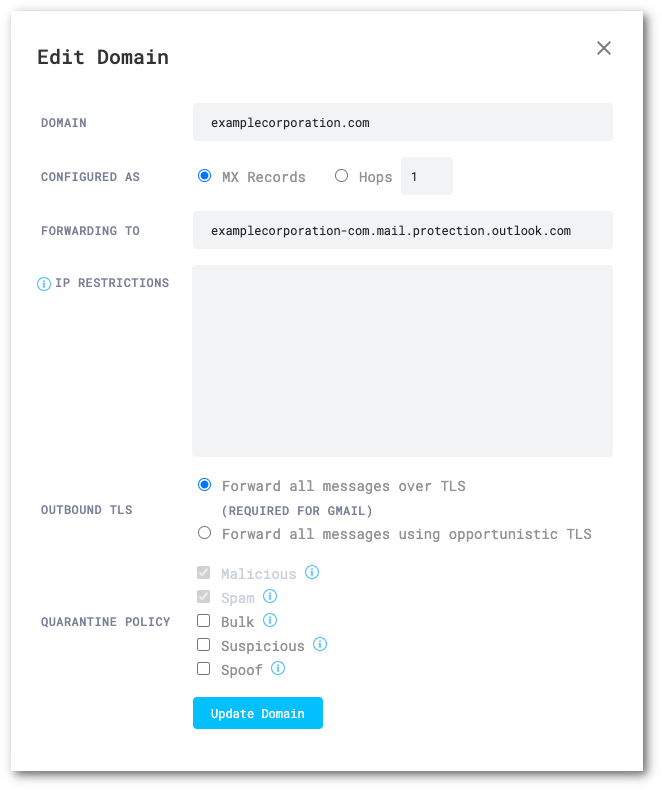 Edit Domain
DOMAIN
examplecorporation.com
CONFIGURED AS
MX Records
Hops
1
FORWARDING TO
examplecorporation-com.mail.protection.outlook.com
IP RESTRICTIONS
OUTBOUND TLS
Forward all messages over TLS
(REQUIRED FOR GMAIL)
Forward all messages using opportunistic TLS
QUARANTINE POLICY
Malicious
Spam
Bulk
Suspicious
Spoof
Update Domain